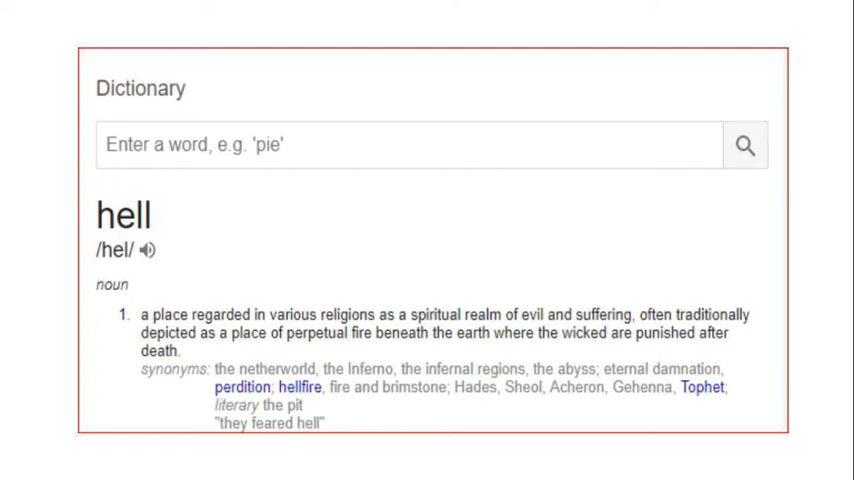 Dictionary
Enter a word, e.g. 'pie'
hell
/hel/
noun
1. a place regarded in various religions as a spiritual realm of evil and suffering, often traditionally
depicted as a place of perpetual fire beneath the earth where the wicked are punished after
death.
synonyms: the netherworld, the Inferno, the infernal regions, the abyss; eternal damnation,
perdition; hellfire, fire and brimstone; Hades, Sheol, Acheron, Gehenna, Tophet;
literary the pit
"they feared hell"